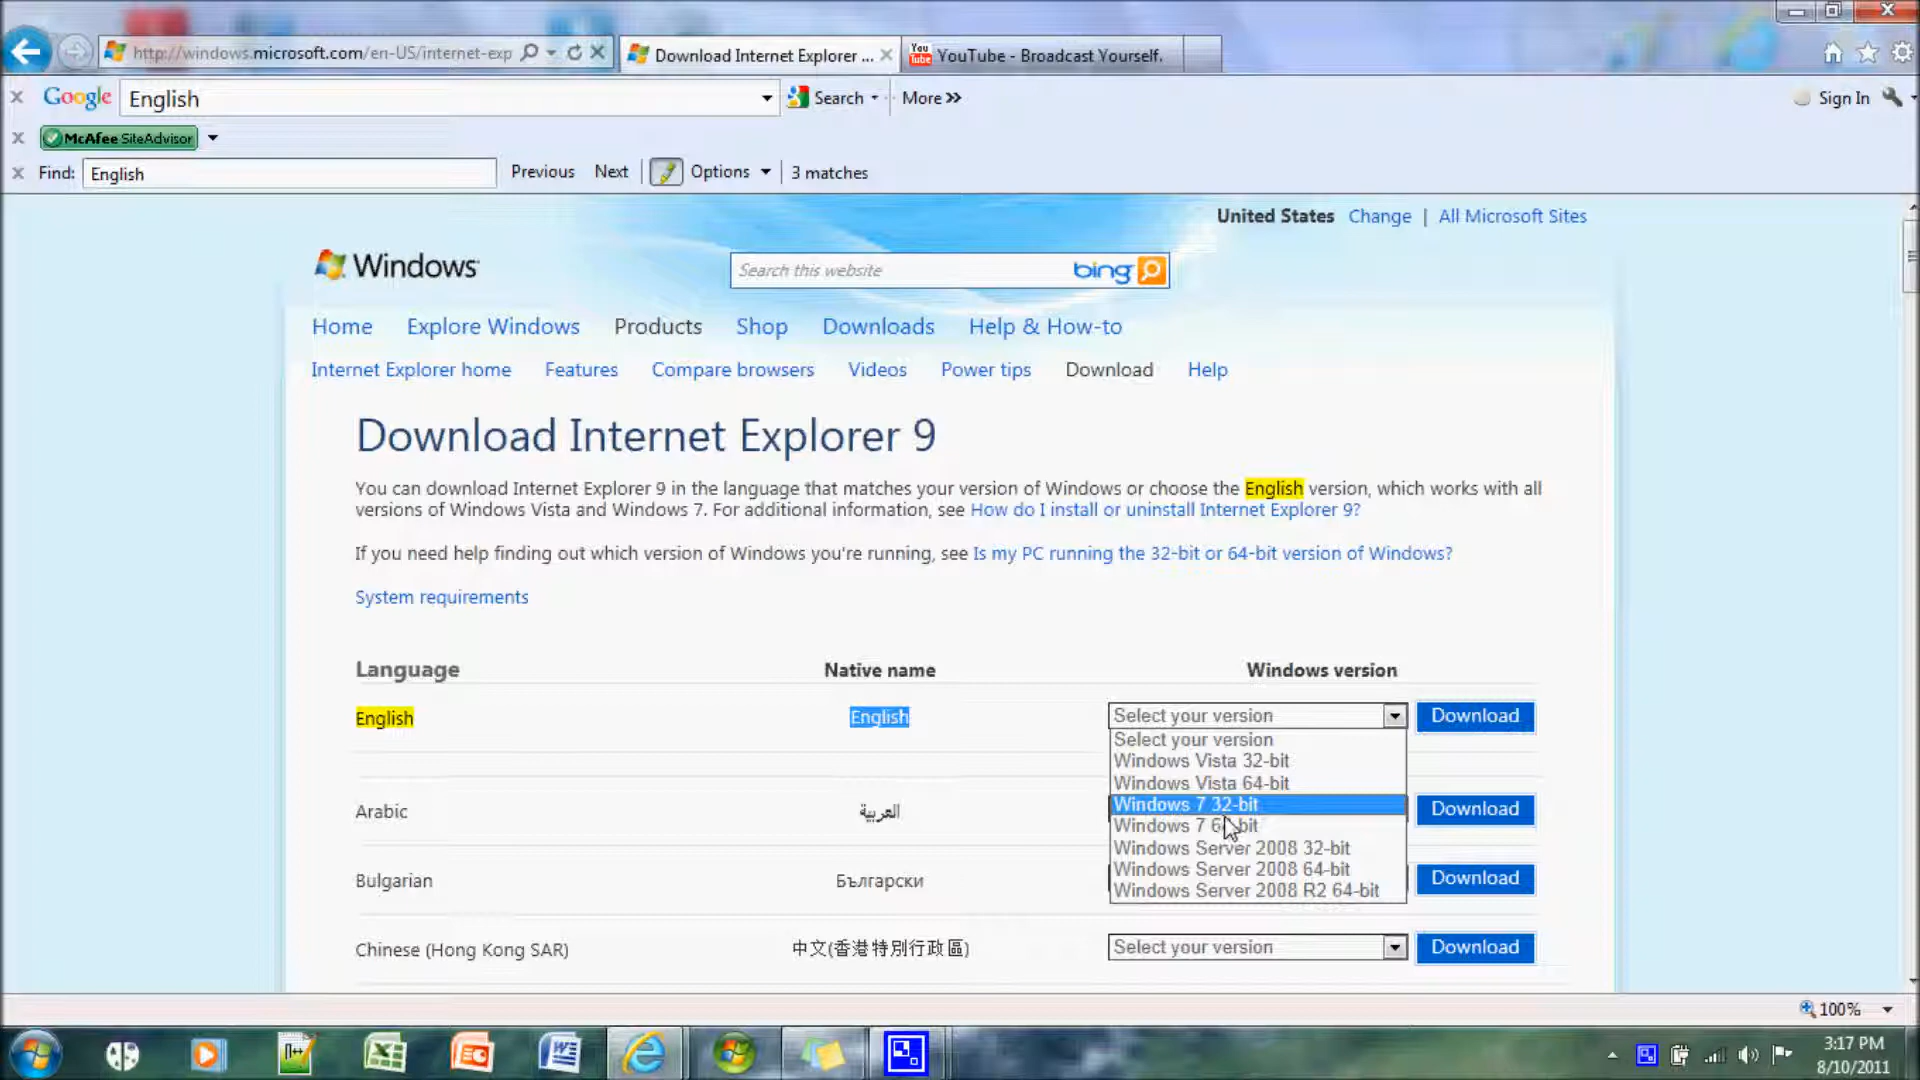 http://windows.microsoft.com/en-US/internet-exp
Download Internet Explorer ...
You Tube
YouTube - Broadcast Yourself.
Google
English
Search
More >>
Sign In
McAfee SiteAdvisor
Find:
English
Previous
Next
Options
3 matches
United States
Change
|
All Microsoft Sites
Windows
Search this website
bing
Home
Explore Windows
Products
Shop
Downloads
Help & How-to
Internet Explorer home
Features
Compare browsers
Videos
Power tips
Download
Help
Download Internet Explorer 9
You can download Internet Explorer 9 in the language that matches your version of Windows or choose the English version, which works with all
versions of Windows Vista and Windows 7. For additional information, see How do I install or uninstall Internet Explorer 9?
If you need help finding out which version of Windows you're running, see Is my PC running the 32-bit or 64-bit version of Windows?
System requirements
Language
Native name
Windows version
English
English
Select your version
Download
Select your version
Windows Vista 32-bit
Windows Vista 64-bit
Windows 7 32-bit
Windows 7 64-bit
Windows Server 2008 32-bit
Windows Server 2008 64-bit
Windows Server 2008 R2 64-bit
Arabic
العربية
Download
Bulgarian
Български
Download
Chinese (Hong Kong SAR)
中文(香港特別行政區)
Select your version
Download
100%
3:17 PM
8/10/2011